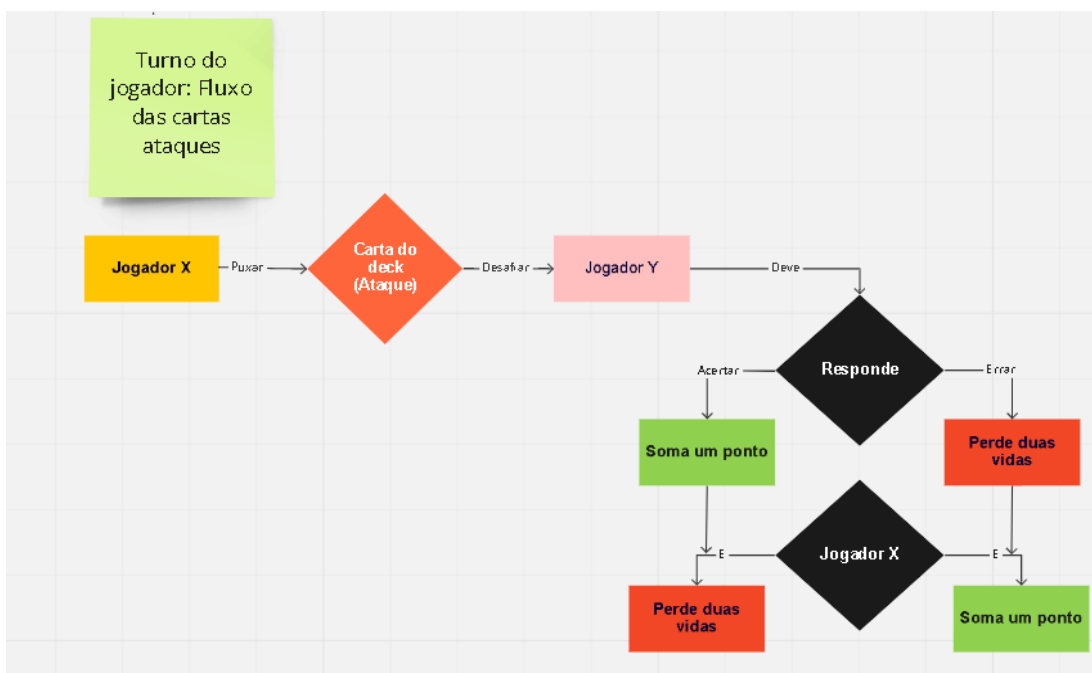 Turno do
jogador: Fluxo
das cartas
ataques
Jogador X
Puxar
Carta do
deck
(Ataque)
Desafiar
Jogador Y
Deve
Responde
Acertar
Errar
Soma um ponto
Perde duas
vidas
E
Jogador X
E
Perde duas
vidas
Soma um ponto